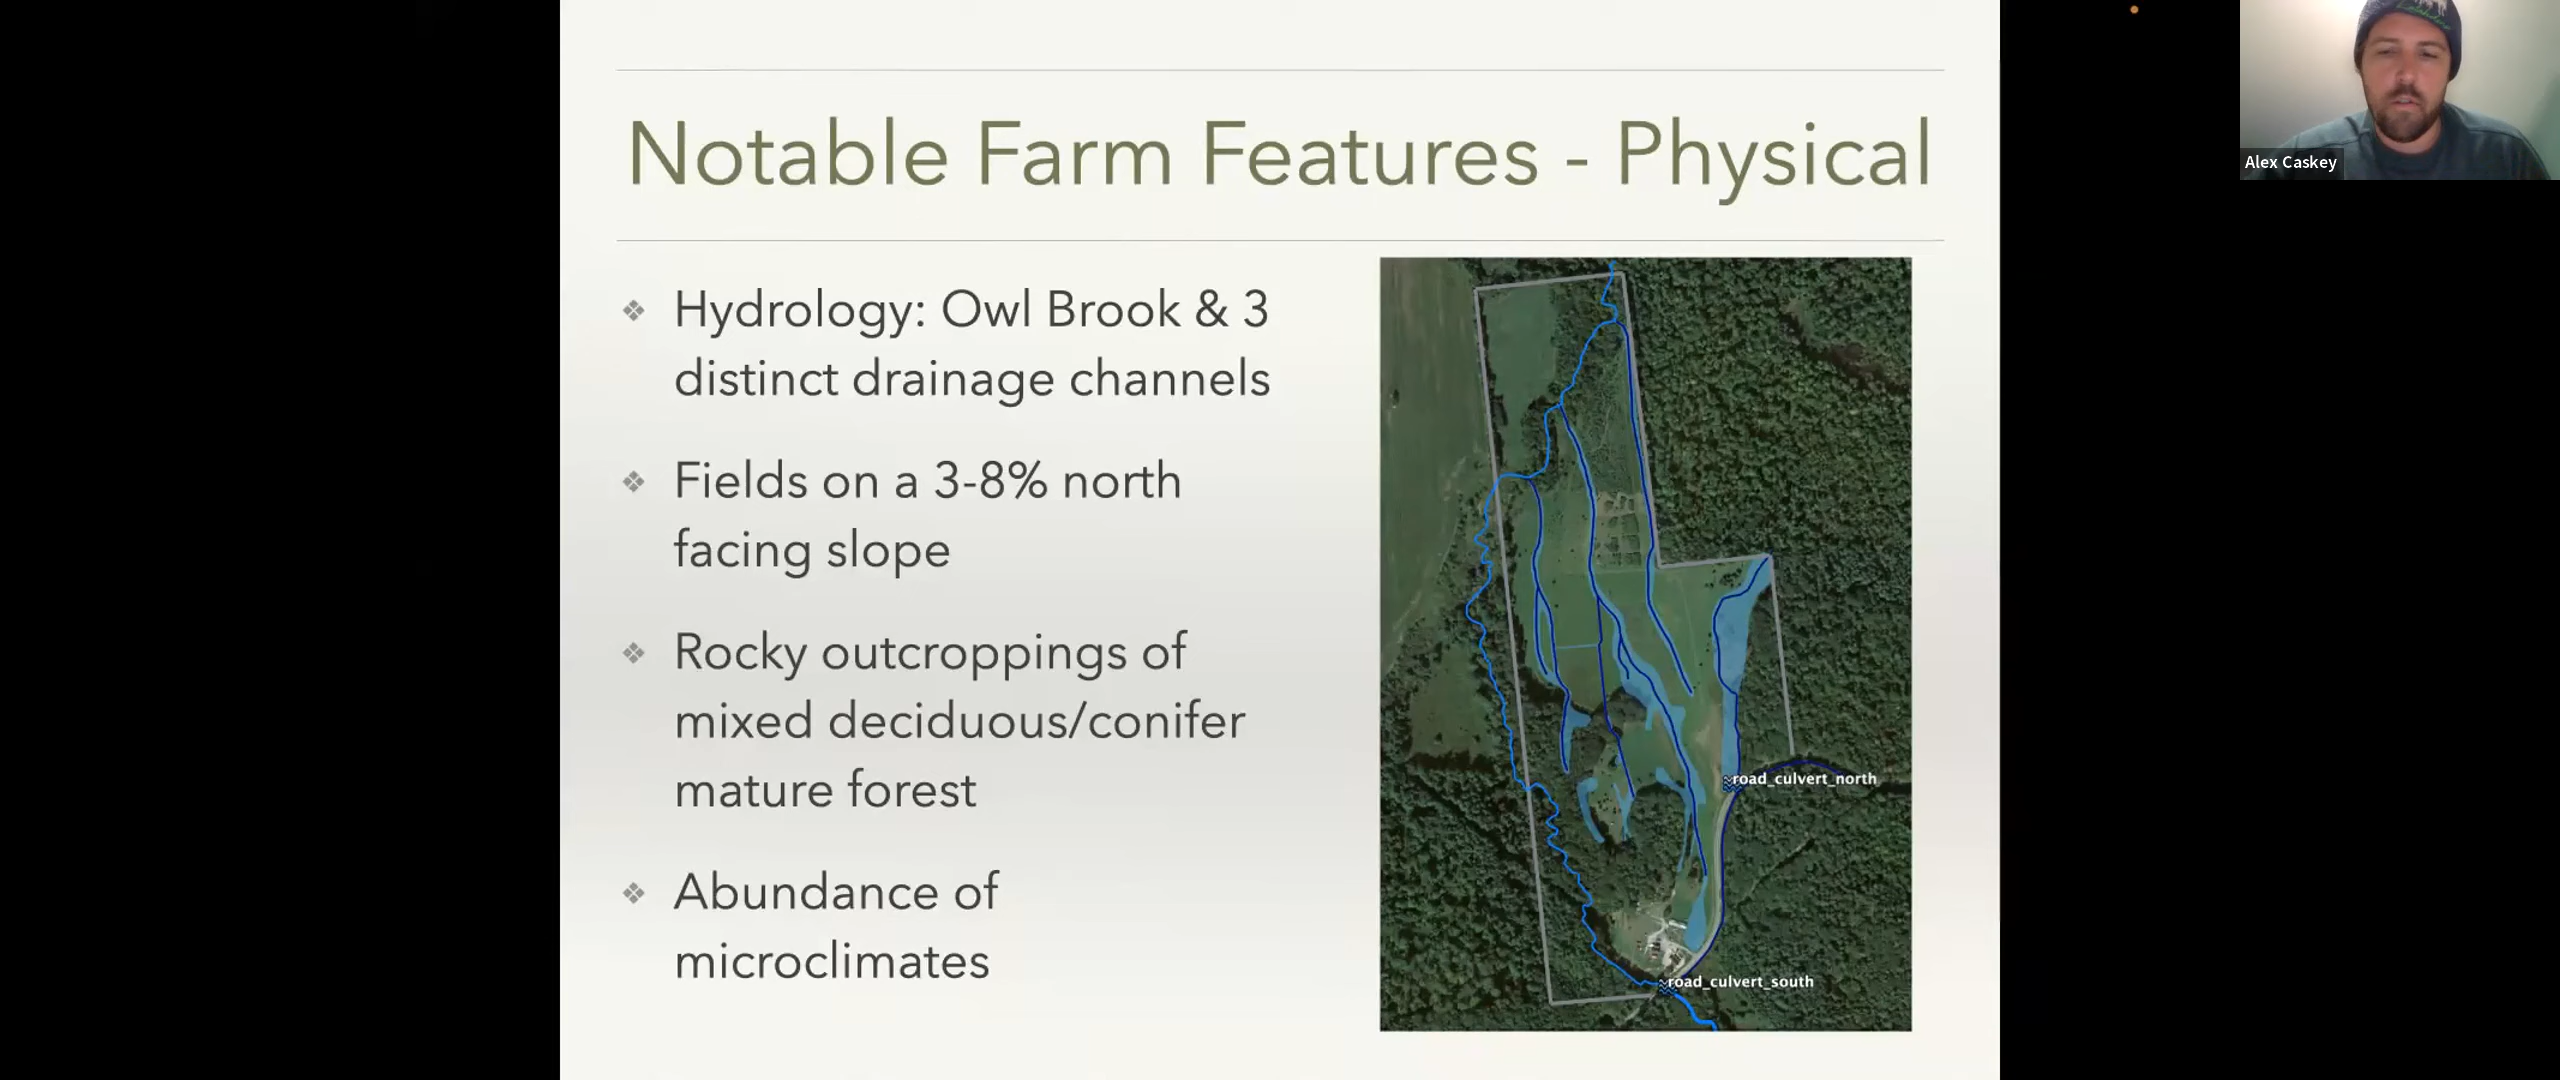 Notable Farm Features - Physical
Hydrology: Owl Brook & 3
distinct drainage channels
Fields on a 3-8% north
facing slope
Rocky outcroppings of
mixed deciduous/conifer
mature forest
Abundance of
microclimates
road_culvert_north
road_culvert_south
Alex Caskey